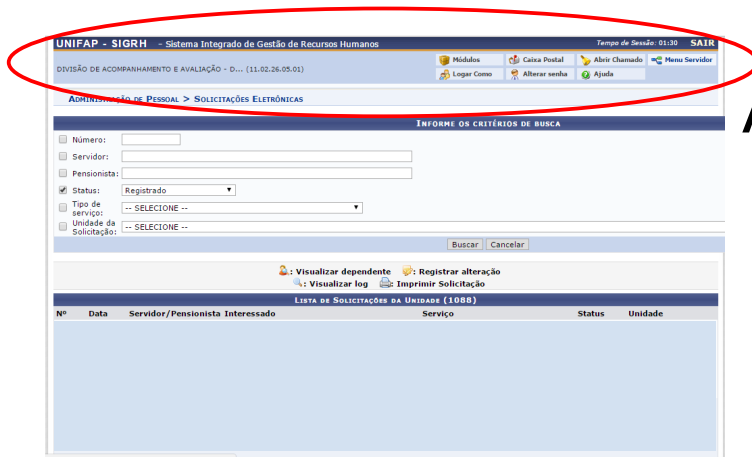 UNIFAP - SIGRH - Sistema Integrado de Gestão de Recursos Humanos Tempo de Sessão: 01:30 SAIR
DIVISÃO DE ACOMPANHAMENTO E AVALIAÇÃO - D... (11.02.26.05.01)
Módulos Caixa Postal Abrir Chamado Menu Servidor
Logar Como Alterar senha Ajuda
ADMINISTRAÇÃO DE PESSOAL > SOLICITAÇÕES ELETRÔNICAS
INFORME OS CRITÉRIOS DE BUSCA
Número:
Servidor:
Pensionista:
Status: Registrado
Tipo de serviço: -- SELECIONE --
Unidade da Solicitação: -- SELECIONE --
Buscar Cancelar
: Visualizar dependente : Registrar alteração
: Visualizar log : Imprimir Solicitação
LISTA DE SOLICITAÇÕES DA UNIDADE (1088)
Nº Data Servidor/Pensionista Interessado Serviço Status Unidade